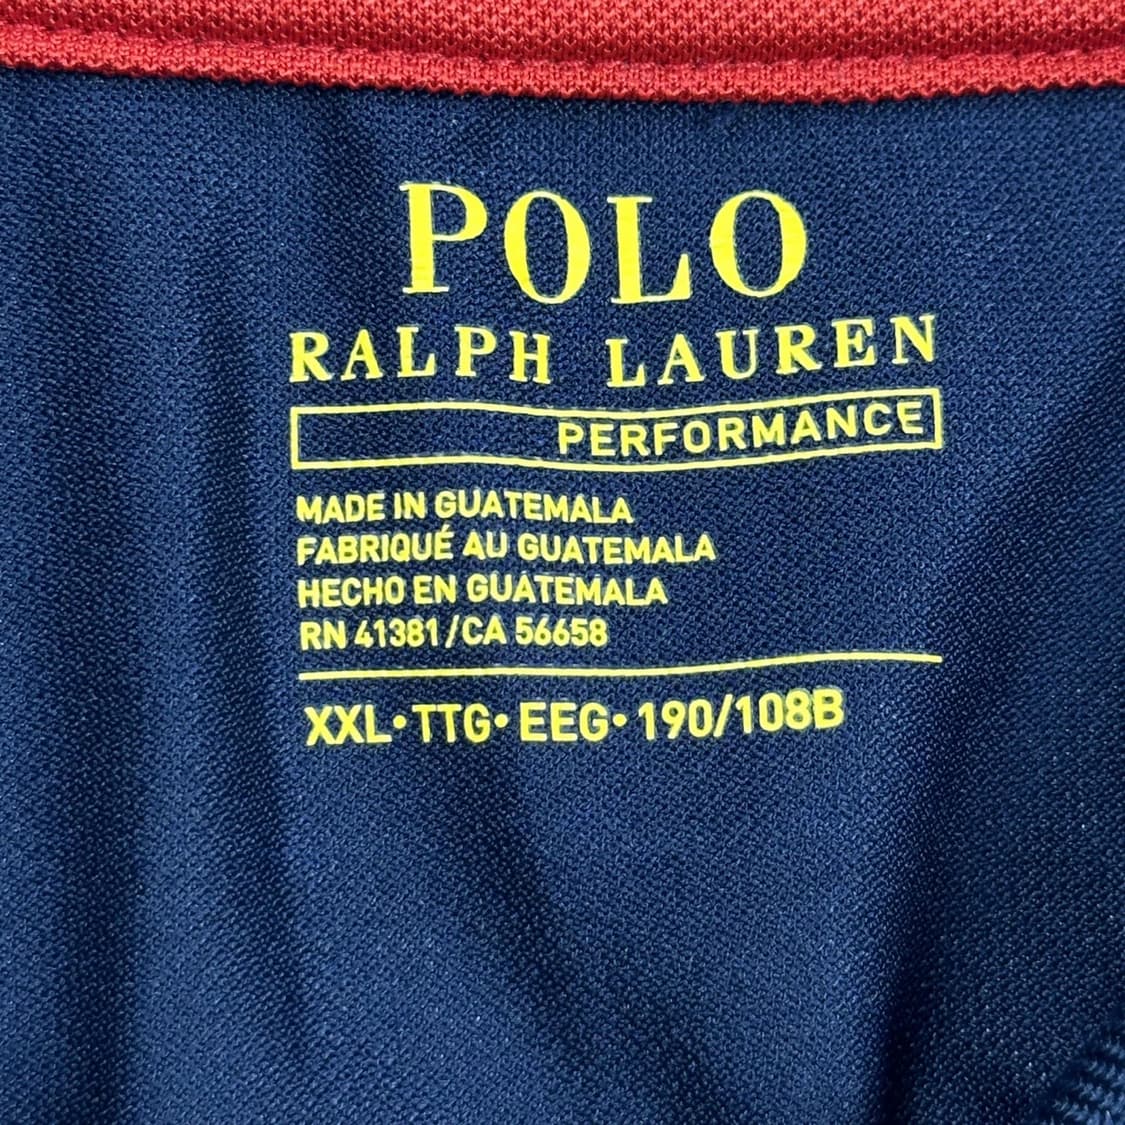 POLO
RALPH LAUREN
PERFORMANCE
MADE IN GUATEMALA
FABRIQUÉ AU GUATEMALA
HECHO EN GUATEMALA
RN 41381/CA 56658
XXL•TTG•EEG•190/108B